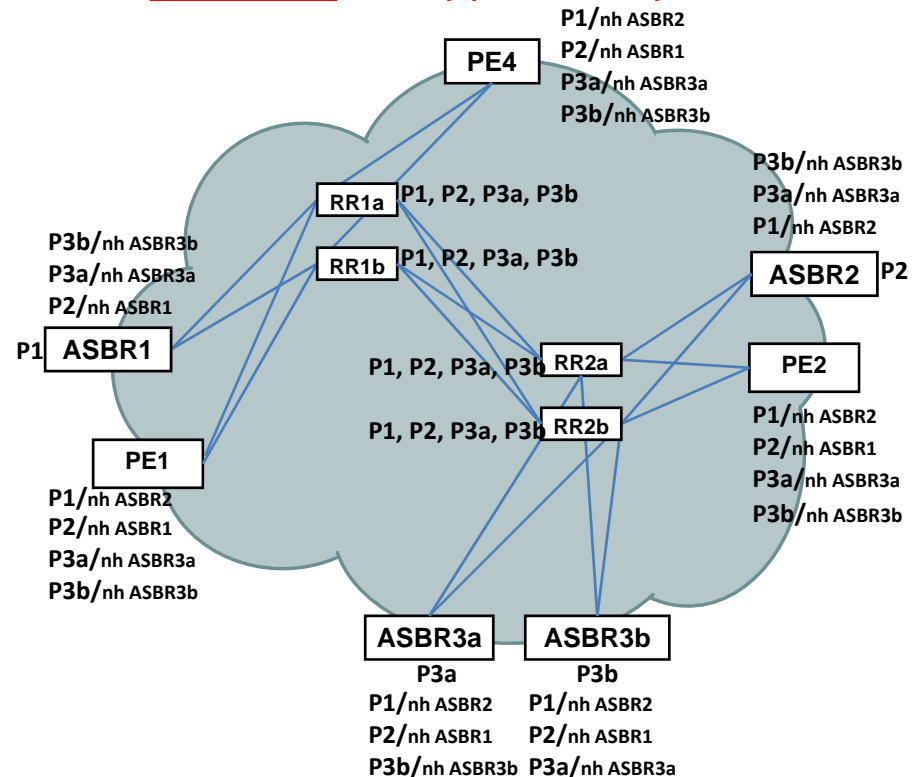 P1/nh ASBR2
P2/nh ASBR1
P3a/nh ASBR3a
P3b/nh ASBR3b
PE4
P3b/nh ASBR3b
P3a/nh ASBR3a
P1/nh ASBR2
RR1a
P1, P2, P3a, P3b
P3b/nh ASBR3b
P3a/nh ASBR3a
P2/nh ASBR1
RR1b
P1, P2, P3a, P3b
ASBR2
P2
P1
ASBR1
P1, P2, P3a, P3b
RR2a
PE2
P1, P2, P3a, P3b
RR2b
P1/nh ASBR2
P2/nh ASBR1
P3a/nh ASBR3a
P3b/nh ASBR3b
PE1
P1/nh ASBR2
P2/nh ASBR1
P3a/nh ASBR3a
P3b/nh ASBR3b
ASBR3a
P3a
P1/nh ASBR2
P2/nh ASBR1
P3b/nh ASBR3b
ASBR3b
P3b
P1/nh ASBR2
P2/nh ASBR1
P3a/nh ASBR3a